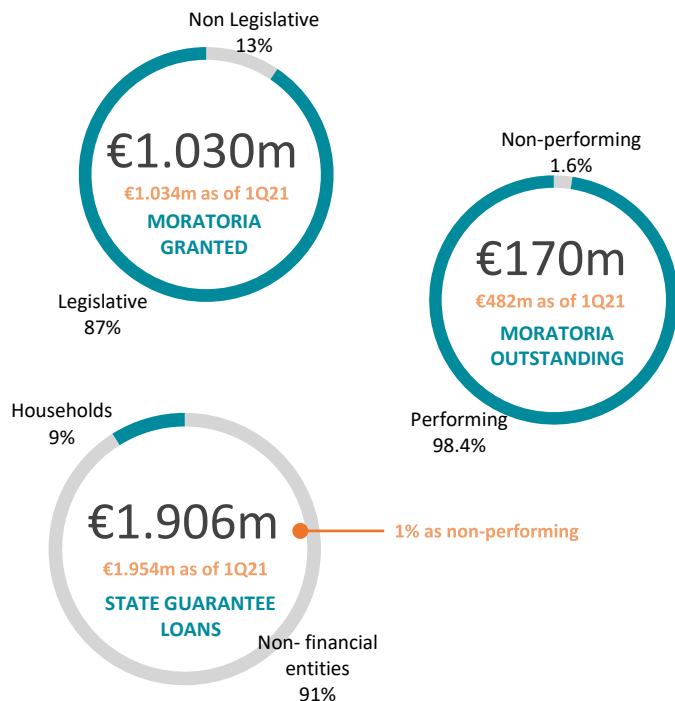 Non Legislative
13%
€1.030m
€1.034m as of 1Q21
MORATORIA
GRANTED
Legislative
87%
Non-performing
1.6%
€170m
€482m as of 1Q21
MORATORIA
OUTSTANDING
Performing
98.4%
Households
9%
€1.906m
€1.954m as of 1Q21
STATE GUARANTEE
LOANS
1% as non-performing
Non- financial
entities
91%